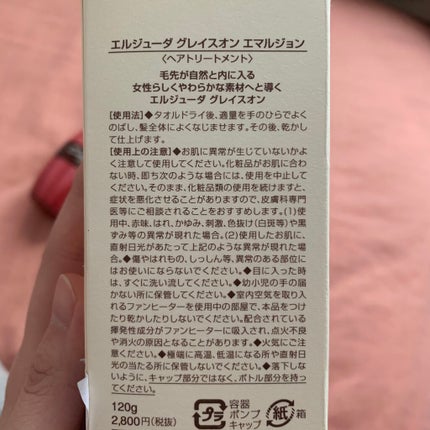 エルジューダ グレイスオン エマルジョン
〈ヘアトリートメント〉
毛先が自然と内に入る
女性らしくやわらかな素材へと導く
エルジューダ グレイスオン
[使用法]◆タオルドライ後、適量を手のひらでよく
のばし、髪全体によくなじませます。その後、乾かし
て仕上げます。
[使用上の注意]◆お肌に異常が生じていないかよ
く注意して使用してください。化粧品がお肌に合わ
ない時、即ち次のような場合には、使用を中止して
ください。そのまま、化粧品類の使用を続けますと、
症状を悪化させることがありますので、皮膚科専門
医等にご相談されることをおすすめします。(1)使用
中、赤味、はれ、かゆみ、刺激、色抜け(白斑等)や黒
ずみ等の異常が現れた場合。(2)使用したお肌に、
直射日光があたって上記のような異常が現れた場
合。◆傷やはれもの、しっしん等、異常のある部位に
はお使いにならないでください。◆目に入った時
は、すぐに洗い流してください。◆幼小児の手の届
かない所に保管してください。◆室内空気を取り入
れるファンヒーターを使用中の部屋で、本品をつけ
たり乾かしたりしないでください。配合されている
揮発性成分がファンヒーターに吸入され、点火不良
や消火の原因となることがあります。◆火気にご注
意ください。◆極端に高温、低温になる所や直射日
光の当たる所に保管しないでください。◆落下しな
いように、キャップ部分ではなく、ボトル部分を持っ
てください。
120g
2,800円(税抜)
プラ
容器
ポンプ
キャップ
紙
箱